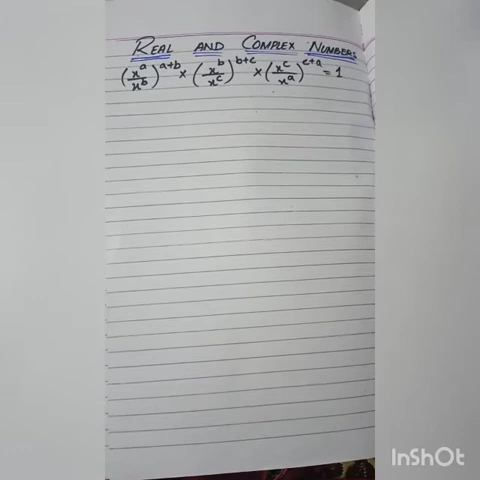 REAL AND COMPLEX NUMBERS
(x^a/x^b)^a+b × (x^b/x^c)^b+c × (x^c/x^a)^c+a = 1
InShOt